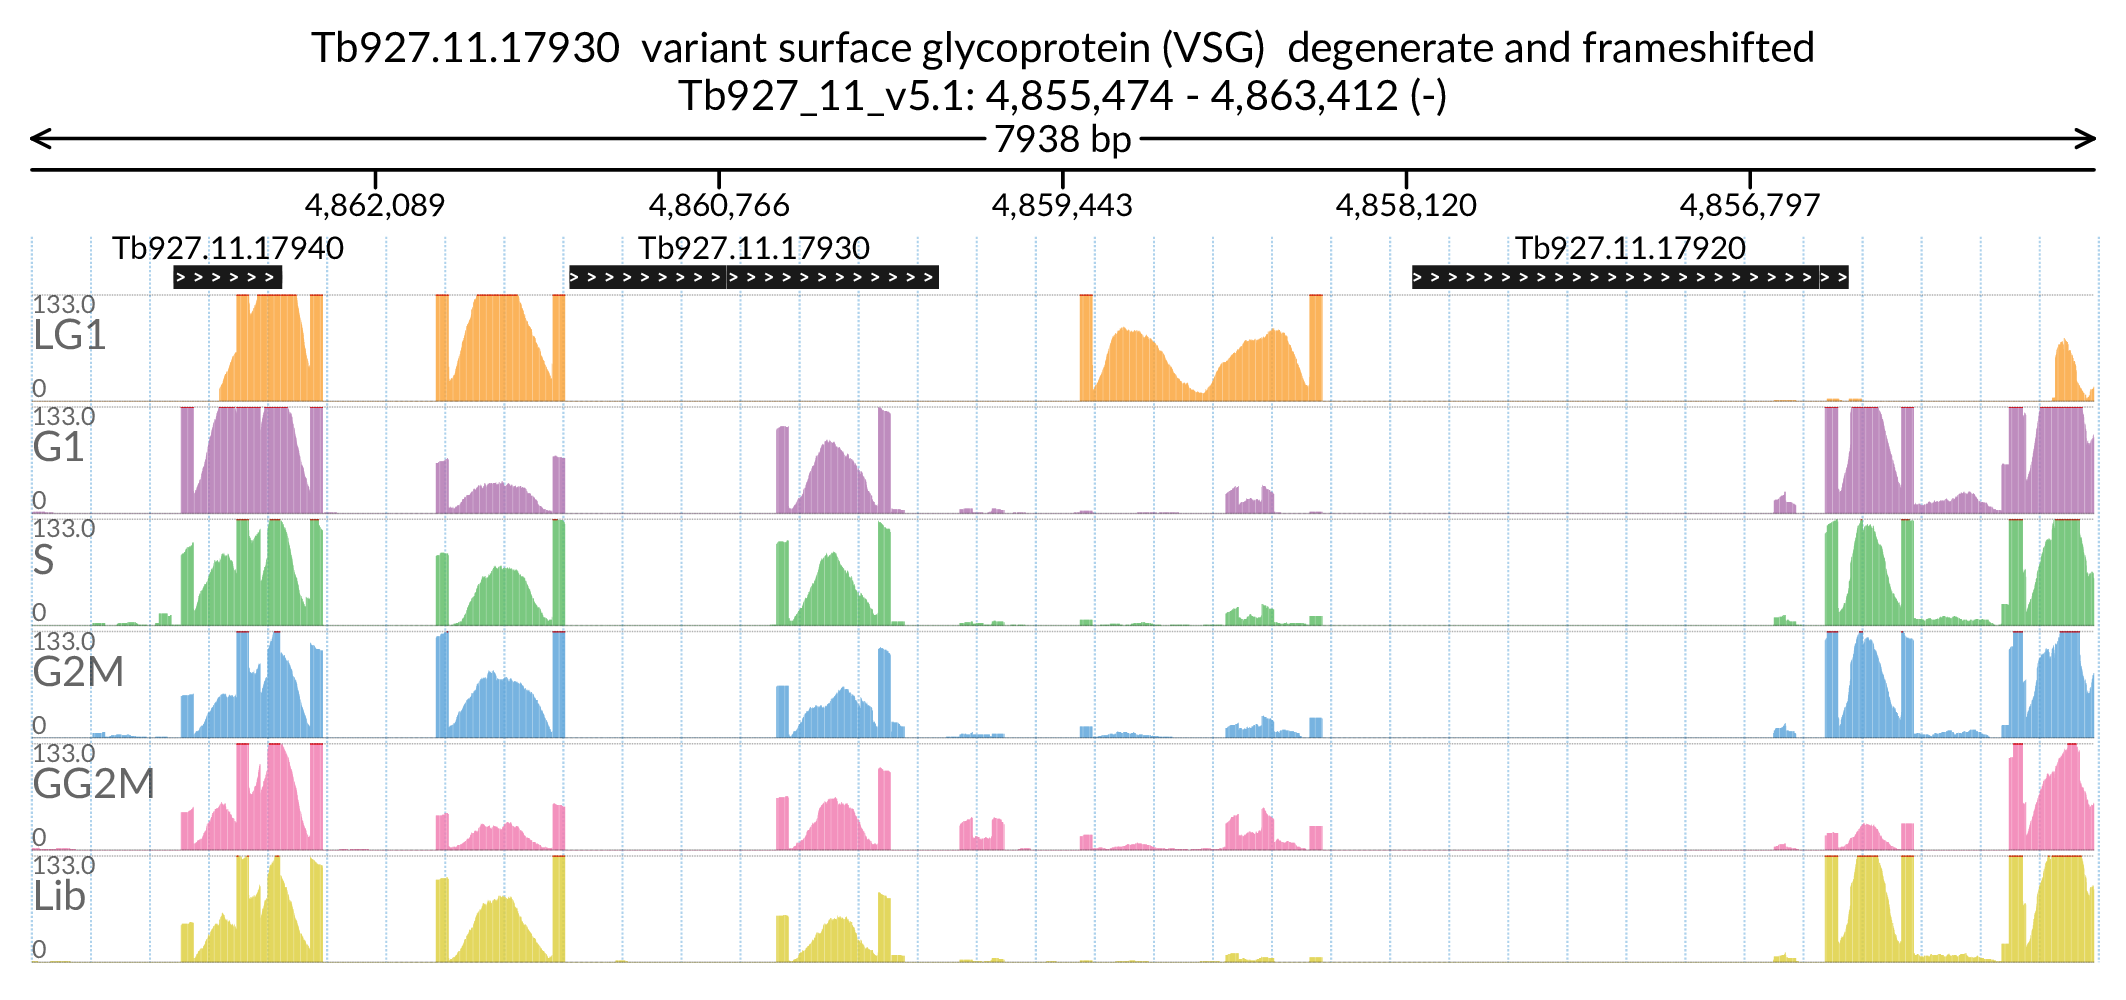 Tb927.11.17930 variant surface glycoprotein (VSG) degenerate and frameshifted
Tb927_11_v5.1: 4,855,474 - 4,863,412 (-)
7938 bp
4,862,089 4,860,766 4,859,443 4,858,120 4,856,797
Tb927.11.17940 Tb927.11.17930 Tb927.11.17920
133.0
LG1
0
133.0
G1
0
133.0
S
0
133.0
G2M
0
133.0
GG2M
0
133.0
Lib
0